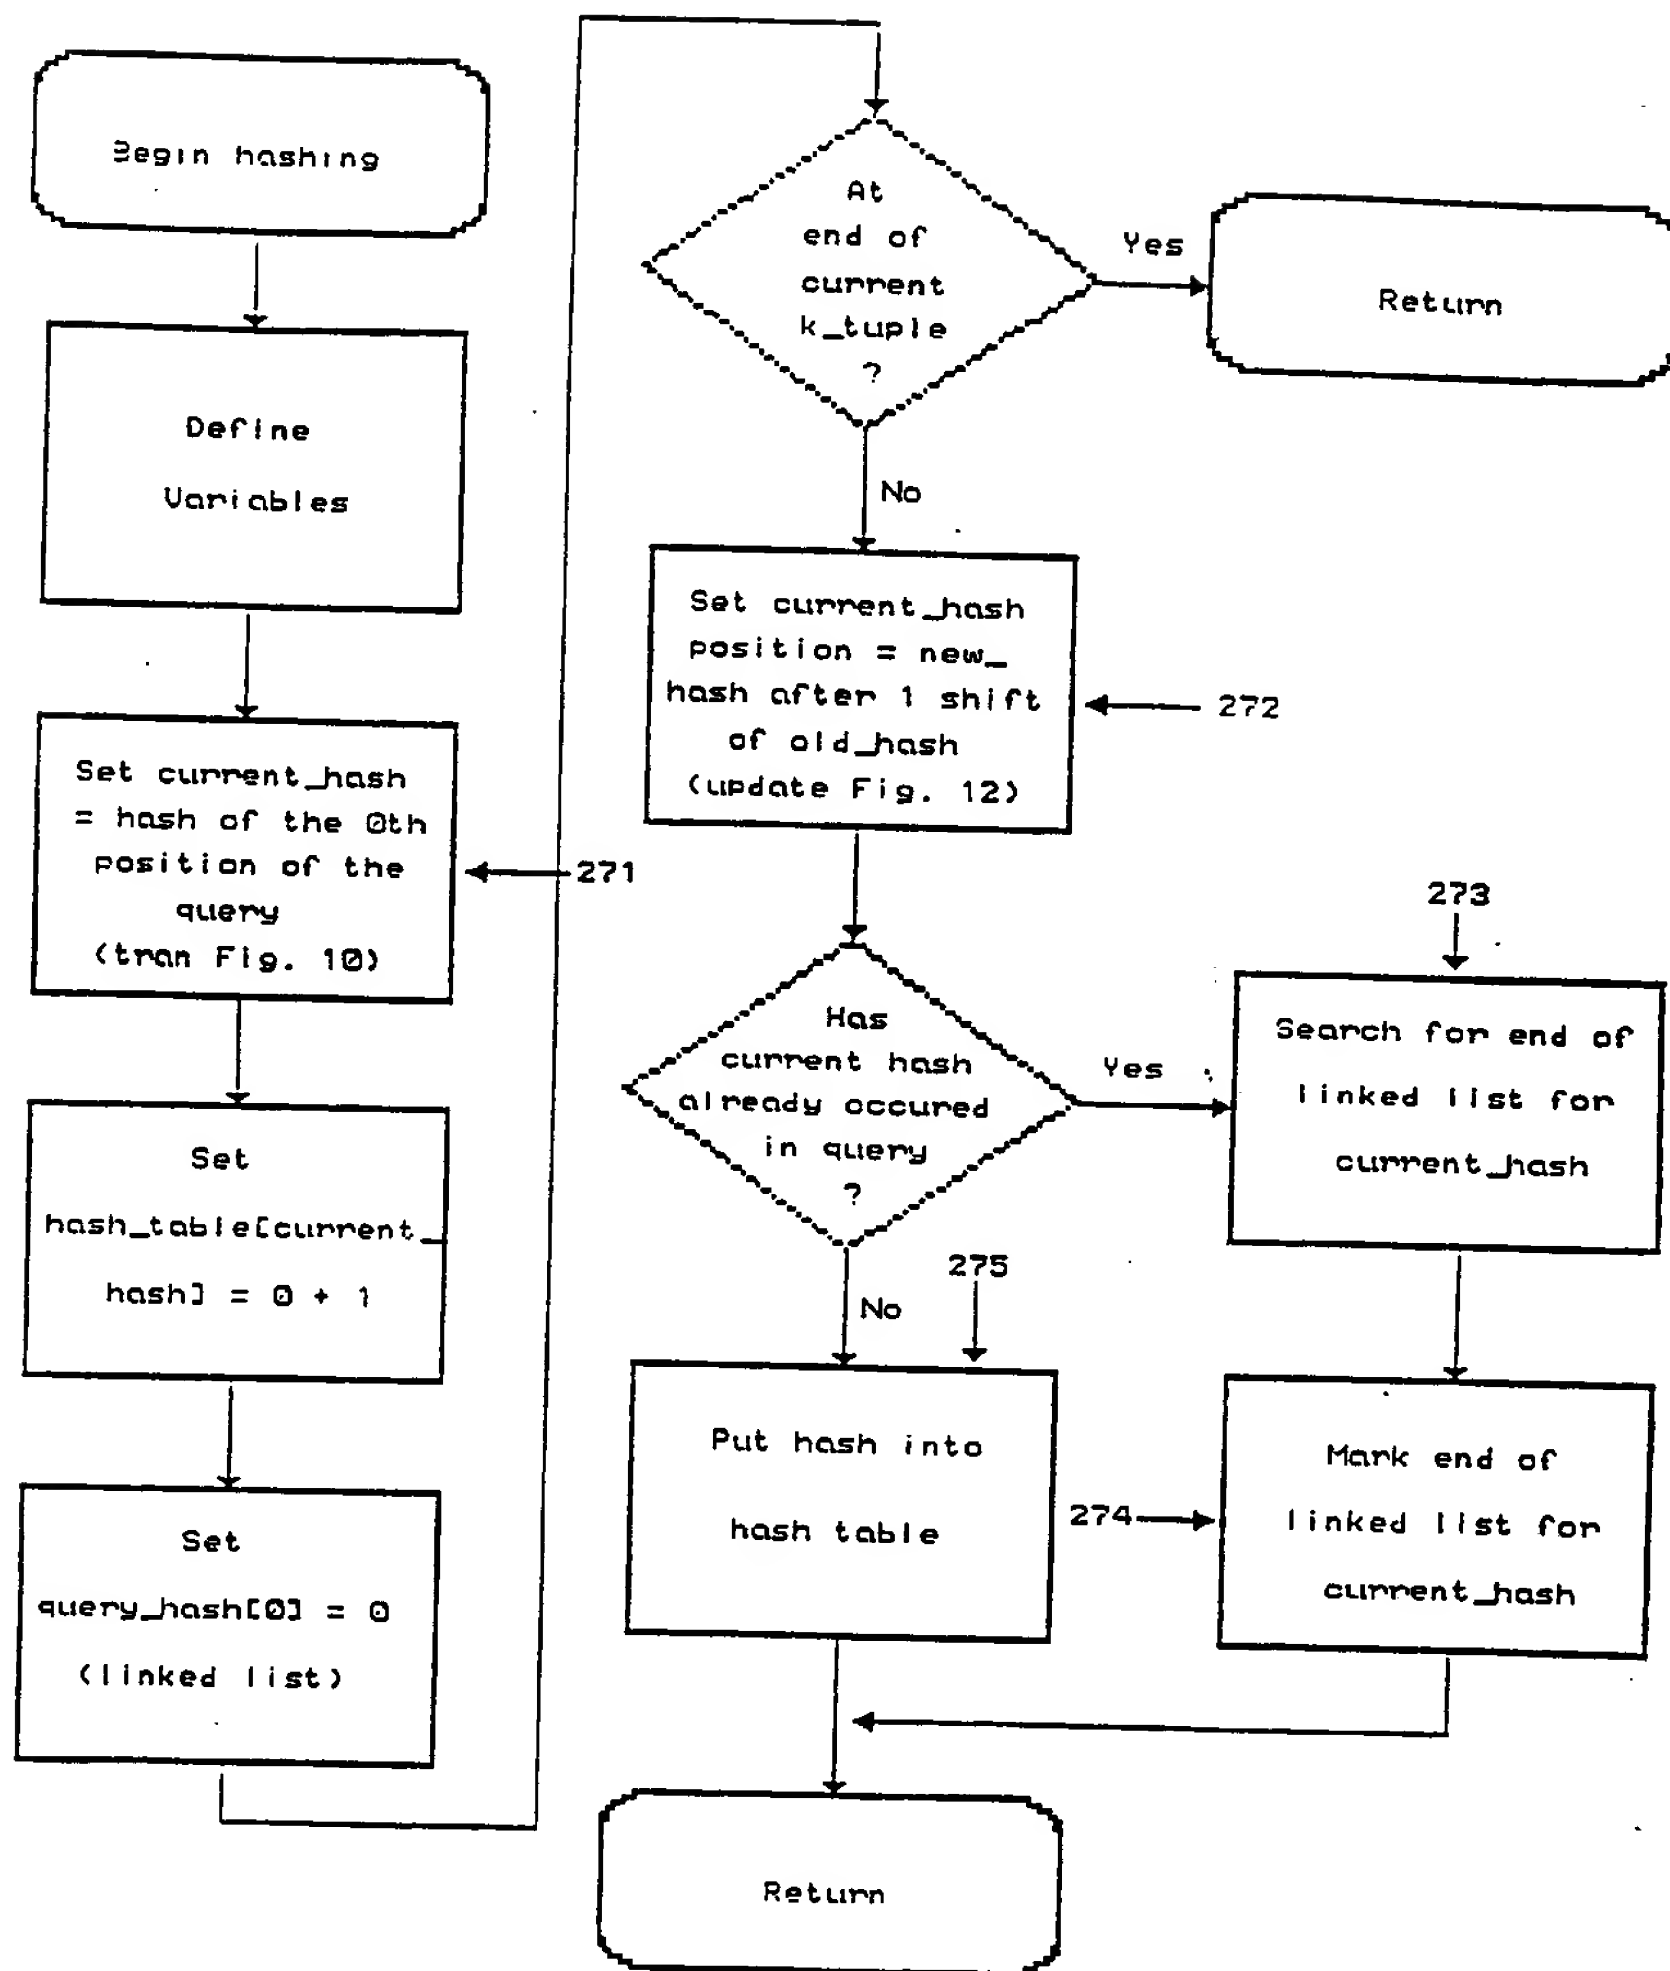 Begin hashing
Define
Variables
Set current_hash
= hash of the 0th
position of the
query
(tran Fig. 10)
271
Set
hash_table[current_
hash] = 0 + 1
Set
query_hash[0] = 0
(linked list)
At
end of
current
k_tuple
?
Yes
Return
No
Set current_hash
position = new_
hash after 1 shift
of old_hash
(update Fig. 12)
272
Has
current hash
already occured
in query
?
Yes
273
Search for end of
linked list for
current_hash
No
275
Put hash into
hash table
274
Mark end of
linked list for
current_hash
Return